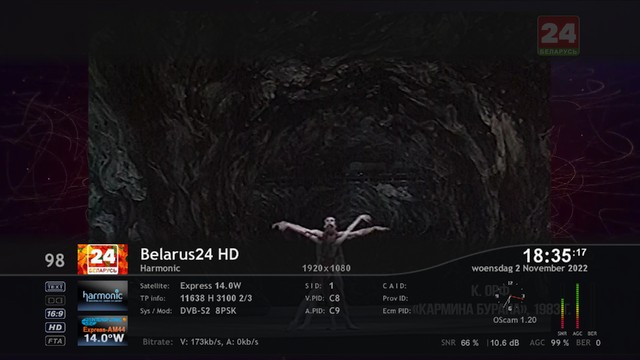 24
БЕЛАРУСЬ
98
24
БЕЛАРУСЬ
Belarus24 HD
Harmonic
1920x1080
18:35:17
woensdag 2 November 2022
TEXT
16:9
HD
FTA
harmonic
Express-AM44
14.0°W
Satellite: Express 14.0W
TP info: 11638 H 3100 2/3
Sys / Mod: DVB-S2 8PSK
Bitrate: V: 173kb/s, A: 0kb/s
S ID: 1
V.PID: C8
A.PID: C9
C A I D:
Prov ID:
Ecm PID:
К. ОРФ
«КАРМИНА БУРАНА», 1983 г.
OScam 1.20
SNR AGC BER
SNR 66 % 10.6 dB AGC 99 % BER 0